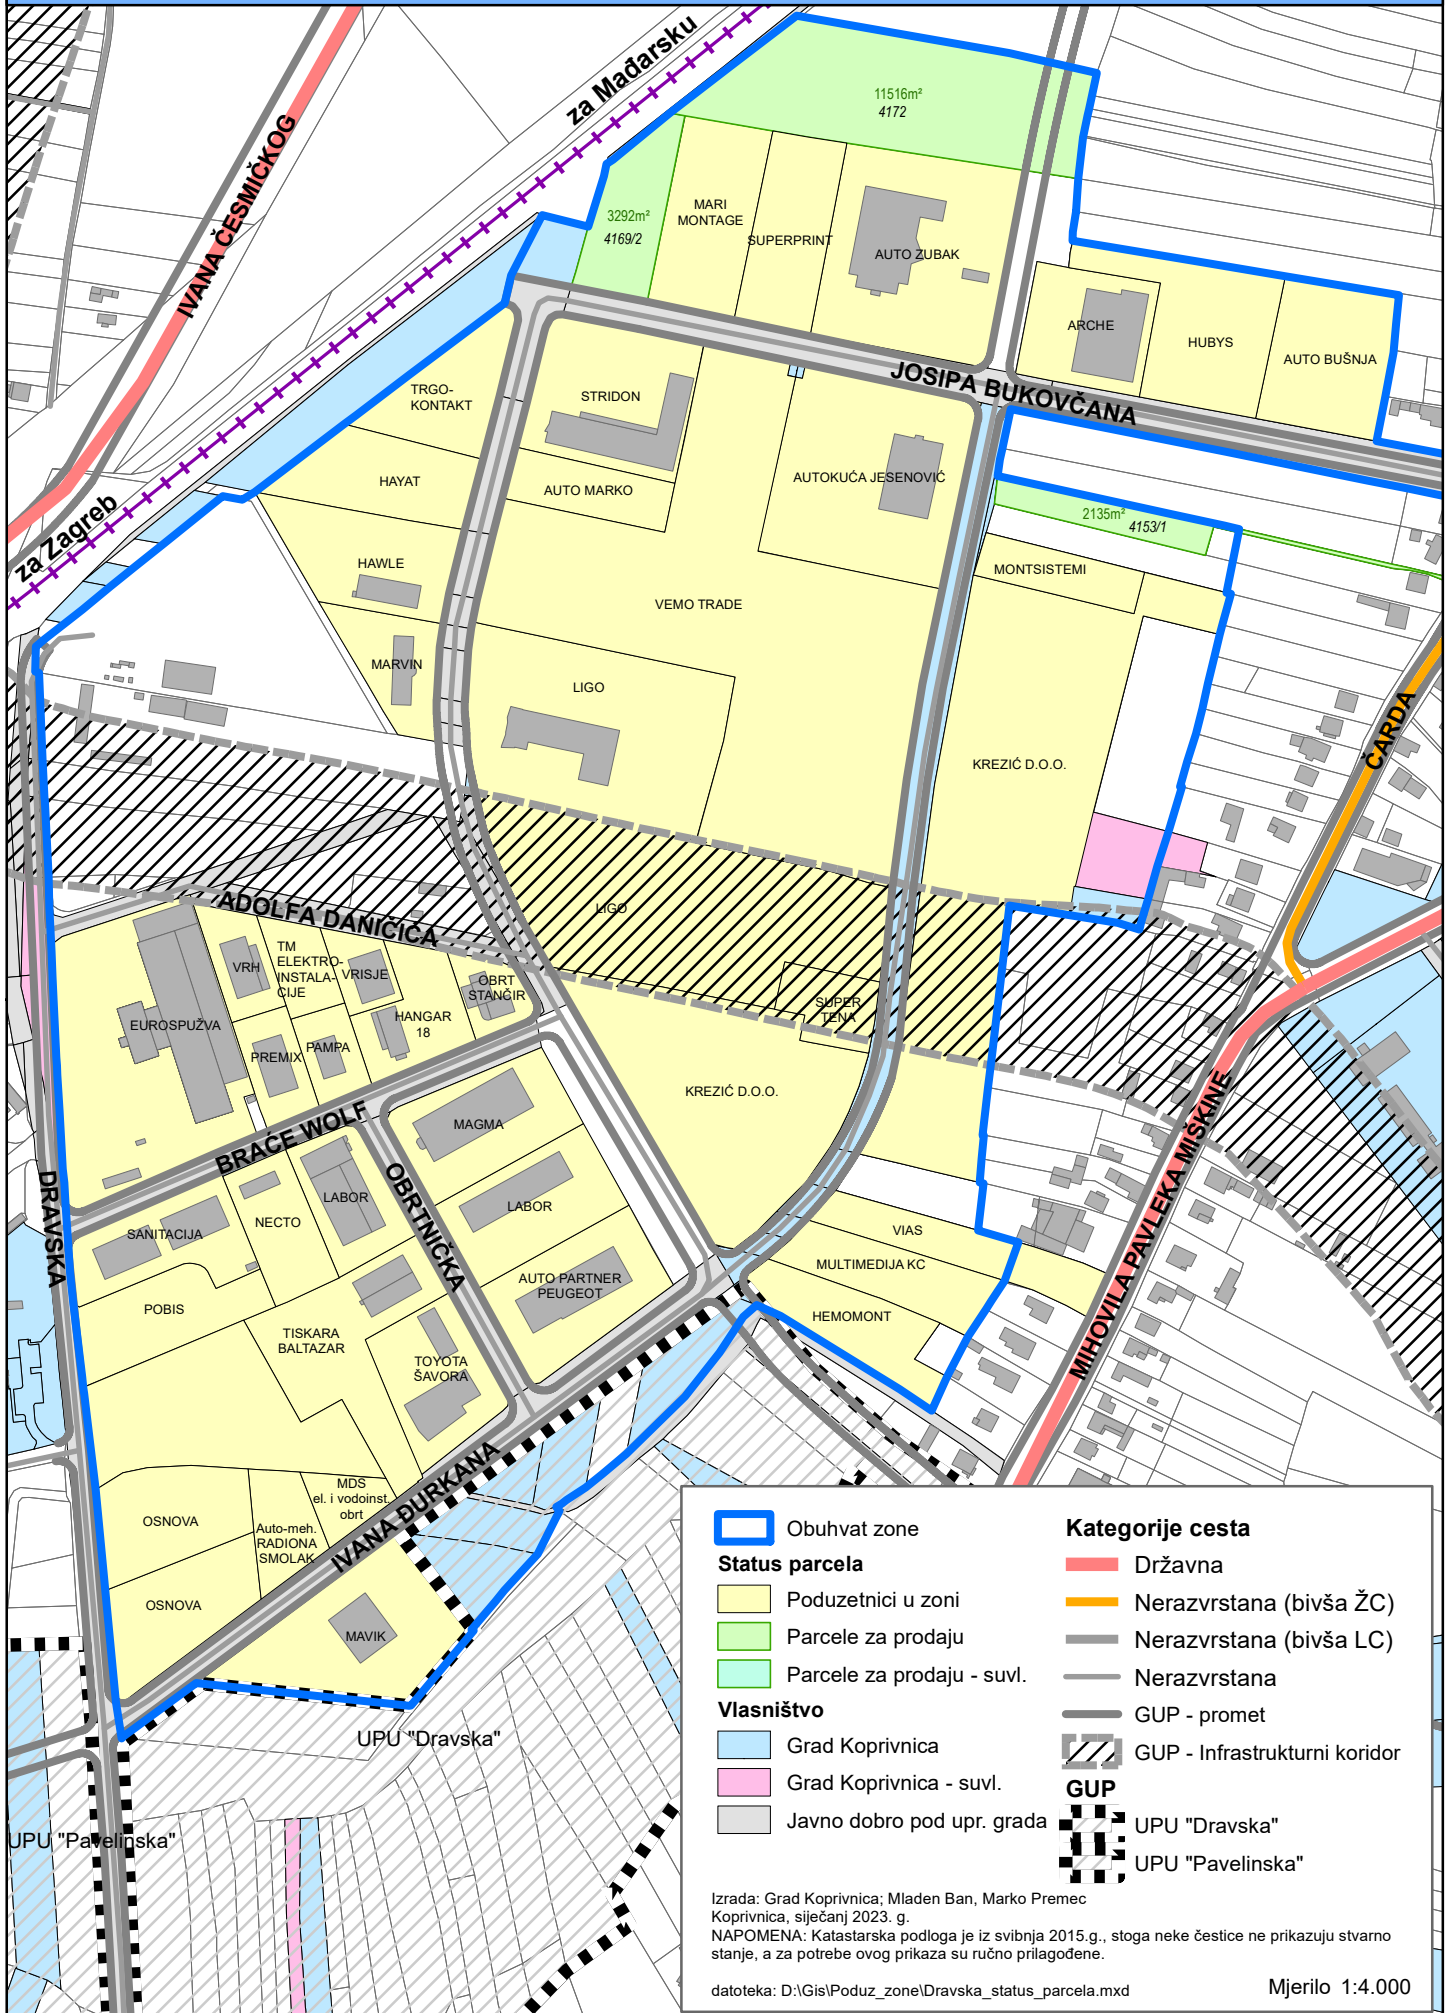 za Mađarsku
11516m²
4172
IVANA ČESMIČKOG
3292m²
4169/2
MARI
MONTAGE
SUPERPRINT
AUTO ZUBAK
ARCHE
HUBYS
AUTO BUŠNJA
JOSIPA BUKOVČANA
TRGO-
KONTAKT
STRIDON
HAYAT
AUTO MARKO
AUTOKUĆA JESENOVIĆ
2135m²
4153/1
za Zagreb
HAWLE
MONTSISTEMI
VEMO TRADE
MARVIN
LIGO
KREZIĆ D.O.O.
ČARDA
ADOLFA DANIČIĆA
LIGO
VRH
TM
ELEKTRO-
INSTALA-
CIJE
VRISJE
OBRT
STANČIR
SUPER
TENA
EUROSPUŽVA
HANGAR
18
PREMIX
PAMPA
KREZIĆ D.O.O.
MAGMA
BRAĆE WOLF
OBRTNIČKA
DRAVSKA
LABOR
NECTO
LABOR
SANITACIJA
VIAS
MULTIMEDIJA KC
HEMOMONT
MIHOVILA PAVLEKA MIŠKINE
AUTO PARTNER
PEUGEOT
POBIS
TISKARA
BALTAZAR
TOYOTA
ŠAVORA
IVANA ĐURKANA
MDS
el. i vodoinst.
obrt
OSNOVA
Auto-meh.
RADIONA
SMOLAK
OSNOVA
MAVIK
UPU "Dravska"
UPU "Pavelinska"
Obuhvat zone
Status parcela
Poduzetnici u zoni
Parcele za prodaju
Parcele za prodaju - suvl.
Vlasništvo
Grad Koprivnica
Grad Koprivnica - suvl.
Javno dobro pod upr. grada
Kategorije cesta
Državna
Nerazvrstana (bivša ŽC)
Nerazvrstana (bivša LC)
Nerazvrstana
GUP - promet
GUP - Infrastrukturni koridor
GUP
UPU "Dravska"
UPU "Pavelinska"
Izrada: Grad Koprivnica; Mladen Ban, Marko Premec
Koprivnica, siječanj 2023. g.
NAPOMENA: Katastarska podloga je iz svibnja 2015.g., stoga neke čestice ne prikazuju stvarno
stanje, a za potrebe ovog prikaza su ručno prilagođene.
datoteka: D:\Gis\Poduz_zone\Dravska_status_parcela.mxd
Mjerilo 1:4.000